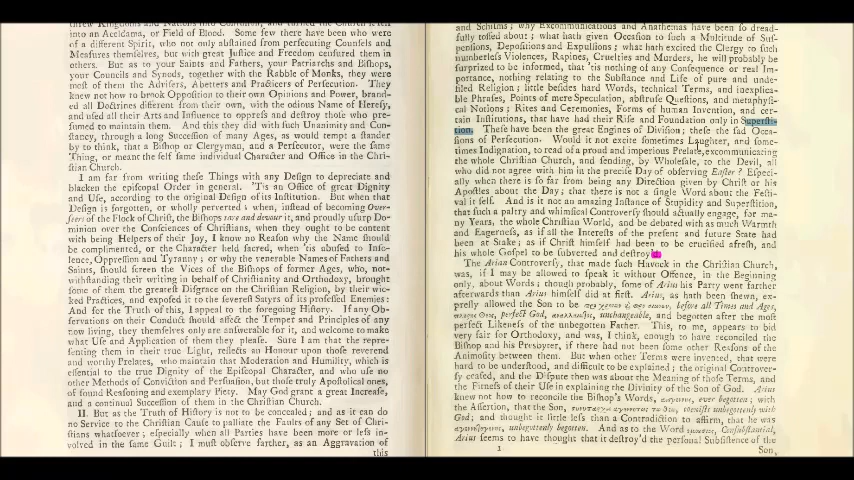 into an Aceldama, or Field of Blood. Some few there have been who were
of a different Spirit, who not only abstained from persecuting Counsels and
Measures themselves, but with great Justice and Freedom censured them in
others. But as to your Saints and Fathers, your Patriarchs and Bishops,
your Councils and Synods, together with the Rabble of Monks, they were
most of them the Advisers, Abettors and Practicers of Persecution. They
knew not how to brook Opposition to their own Opinions and Power, brand-
ed all Doctrines different from their own, with the odious Name of Heresy,
and used all their Arts and Influence to oppress and destroy those who pre-
sumed to maintain them. And this they did with such Unanimity and Con-
stancy, through a long Succession of many Ages, as would tempt a stander
by to think, that a Bishop or Clergyman, and a Persecutor, were the same
Thing, or meant the self same individual Character and Office in the Chri-
stian Church.
I am far from writing these Things with any Design to depreciate and
blacken the episcopal Order in general. 'Tis an Office of great Dignity
and Use, according to the original Design of its Institution. But when that
Design is forgotten, or wholly perverted; when, instead of becoming Over-
seers of the Flock of Christ, the Bishops tare and devour it, and proudly usurp Do-
minion over the Consciences of Christians, when they ought to be content
with being Helpers of their Joy, I know no Reason why the Name should
be complimented, or the Character held sacred, when 'tis abused to Inso-
lence, Oppression and Tyranny; or why the venerable Names of Fathers and
Saints, should screen the Vices of the Bishops of former Ages, who, not-
withstanding their writing in behalf of Christianity and Orthodoxy, brought
some of them the greatest Disgrace on the Christian Religion, by their wic-
ked Practices, and exposed it to the severest Satyrs of its professed Enemies:
And for the Truth of this, I appeal to the foregoing History. If any Ob-
servations on their Conduct should affect the Temper and Principles of any
now living, they themselves only are answerable for it, and welcome to make
what Use and Application of them they please. Sure I am that the repre-
senting them in their true Light, reflects no Honour upon those reverend
and worthy Prelates, who maintain that Moderation and Humility, which is
essential to the true Dignity of the Episcopal Character, and who use no
other Methods of Conviction and Persuasion, but those truly Apostolical ones,
of sound Reasoning and exemplary Piety. May God grant a great Increase,
and a continual Succession of them in the Christian Church.
II. But as the Truth of History is not to be concealed; and as it can do
no Service to the Christian Cause to palliate the Faults of any Set of Chri-
stians whatsoever; especially when all Parties have been more or less in-
volved in the same Guilt; I must observe farther, as an Aggravation of
this
and Schisms; why Excommunications and Anathemas have been so dread-
fully tossed about; what hath given Occasion to such a Multitude of Sus-
pensions, Depositions and Expulsions; what hath excited the Clergy to such
numberless Violences, Rapines, Cruelties and Murders, he will probably be
surprized to be informed, that 'tis nothing of any Consequence or real Im-
portance, nothing relating to the Substance and Life of pure and unde-
filed Religion; little besides hard Words, technical Terms, and inexplica-
ble Phrases, Points of mere Speculation, abstruse Questions, and metaphysi-
cal Notions; Rites and Ceremonies, Forms of human Invention, and cer-
tain Institutions, that have had their Rise and Foundation only in Supersti-
tion. These have been the great Engines of Division; these the sad Occa-
sions of Persecution. Would it not excite sometimes Laughter, and some-
times Indignation, to read of a proud and imperious Prelate, excommunicating
the whole Christian Church, and sending, by Wholesale, to the Devil, all
who did not agree with him in the precise Day of observing Easter? Especi-
ally when there is so far from being any Direction given by Christ or his
Apostles about the Day; that there is not a single Word about the Festi-
val it self. And is it not an amazing Instance of Stupidity and Superstition,
that such a paltry and whimsical Controversy should actually engage, for ma-
ny Years, the whole Christian World, and be debated with as much Warmth
and Eagerness, as if all the Interests of the present and future State had
been at Stake; as if Christ himself had been to be crucified afresh, and
his whole Gospel to be subverted and destroy'd.
The Arian Controversy, that made such Havock in the Christian Church,
was, if I may be allowed to speak it without Offence, in the Beginning
only, about Words; though probably, some of his Party went farther
afterwards than Arius himself did at first. Arius, as hath been shewn, ex-
pressly allowed the Son to be before all Times and Ages,
perfect God, unchangeable, and begotten after the most
perfect Likeness of the unbegotten Father. This, to me, appears to bid
very fair for Orthodoxy, and was, I think, enough to have reconciled the
Bishop and his Presbyter, if there had not been some other Reasons of the
Animosity between them. But when other Terms were invented, that were
hard to be understood, and difficult to be explained; the original Controver-
sy ceased, and the Dispute then was about the Meaning of those Terms, and
the Fitness of their Use in explaining the Divinity of the Son of God. Arius
knew not how to reconcile the Bishop's Words, ever begotten; with
the Assertion, that the Son, coexists unbegottenly with
God; and thought it little less than a Contradiction to affirm, that he was
unbegottenly begotten. And as to the Word Consubstantial,
Arius seems to have thought that it destroy'd the personal Subsistence of the
Son,